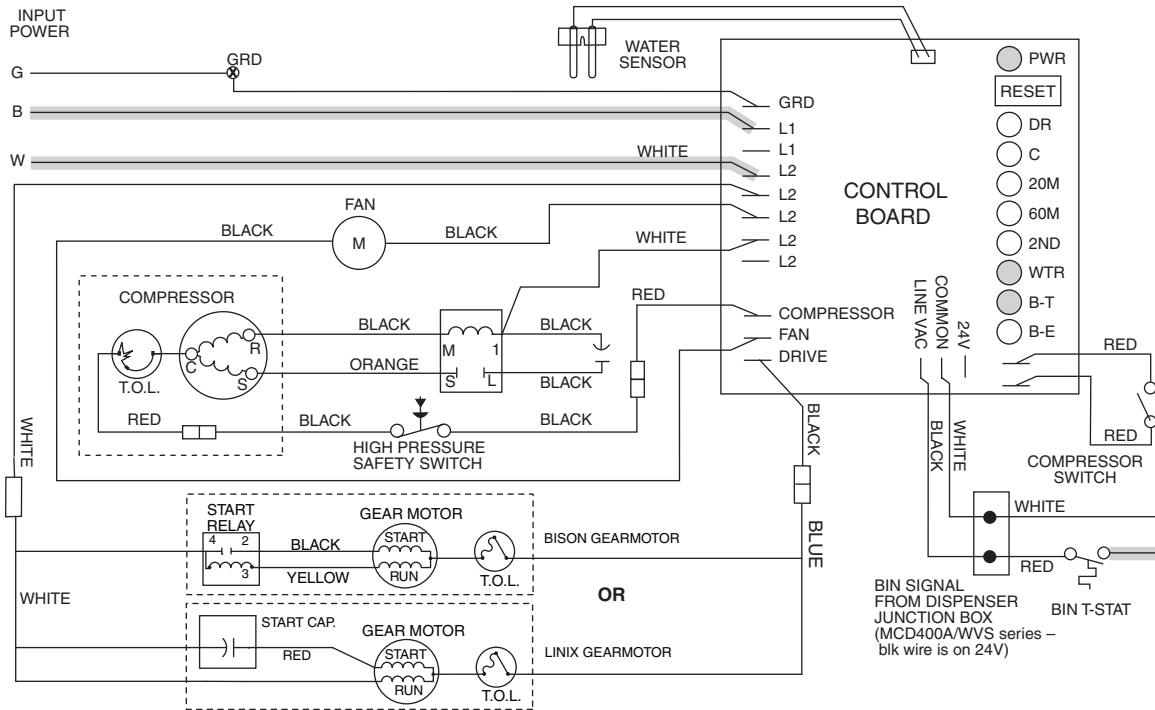 INPUT
POWER
G
GRD
B
W
WHITE
WATER
SENSOR
GRD
L1
L1
L2
L2
L2
L2
L2
CONTROL
BOARD
PWR
RESET
DR
C
20M
60M
2ND
WTR
B-T
B-E
FAN
M
BLACK
BLACK
WHITE
RED
COMPRESSOR
FAN
DRIVE
LINE VAC
COMMON
24V
COMPRESSOR
T.O.L.
C
R
S
BLACK
ORANGE
M
1
S
L
BLACK
BLACK
RED
BLACK
BLACK
HIGH PRESSURE
SAFETY SWITCH
WHITE
BLACK
BLUE
BLACK
WHITE
RED
RED
COMPRESSOR
SWITCH
WHITE
RED
BIN T-STAT
BIN SIGNAL
FROM DISPENSER
JUNCTION BOX
(MCD400A/WVS series –
blk wire is on 24V)
START
RELAY
4
2
3
BLACK
YELLOW
GEAR MOTOR
START
RUN
T.O.L.
BISON GEARMOTOR
OR
WHITE
START CAP.
RED
GEAR MOTOR
START
RUN
T.O.L.
LINIX GEARMOTOR